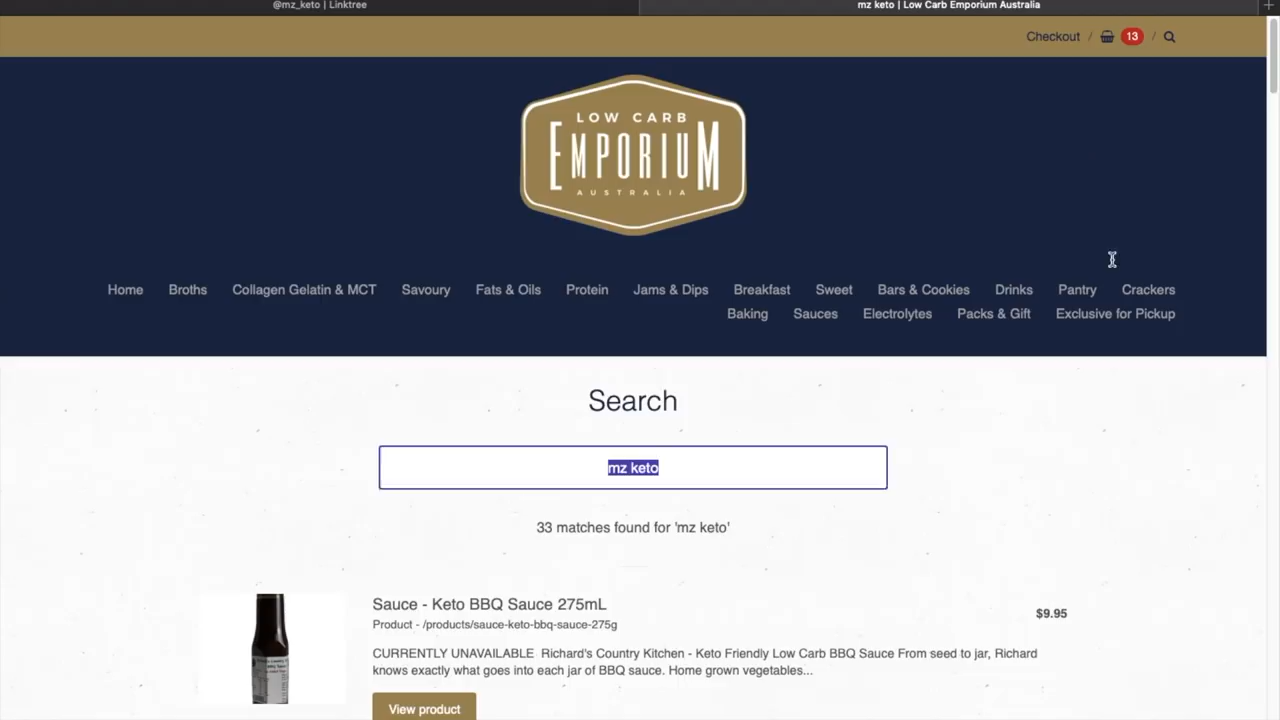 @mz_keto | Linktree
mz keto | Low Carb Emporium Australia
Checkout / 13 /
LOW CARB
EMPORIUM
AUSTRALIA
Home Broths Collagen Gelatin & MCT Savoury Fats & Oils Protein Jams & Dips Breakfast Sweet Bars & Cookies Drinks Pantry Crackers
Baking Sauces Electrolytes Packs & Gift Exclusive for Pickup
Search
mz keto
33 matches found for 'mz keto'
Sauce - Keto BBQ Sauce 275mL
$9.95
Product - /products/sauce-keto-bbq-sauce-275g
CURRENTLY UNAVAILABLE Richard's Country Kitchen - Keto Friendly Low Carb BBQ Sauce From seed to jar, Richard
knows exactly what goes into each jar of BBQ sauce. Home grown vegetables...
View product